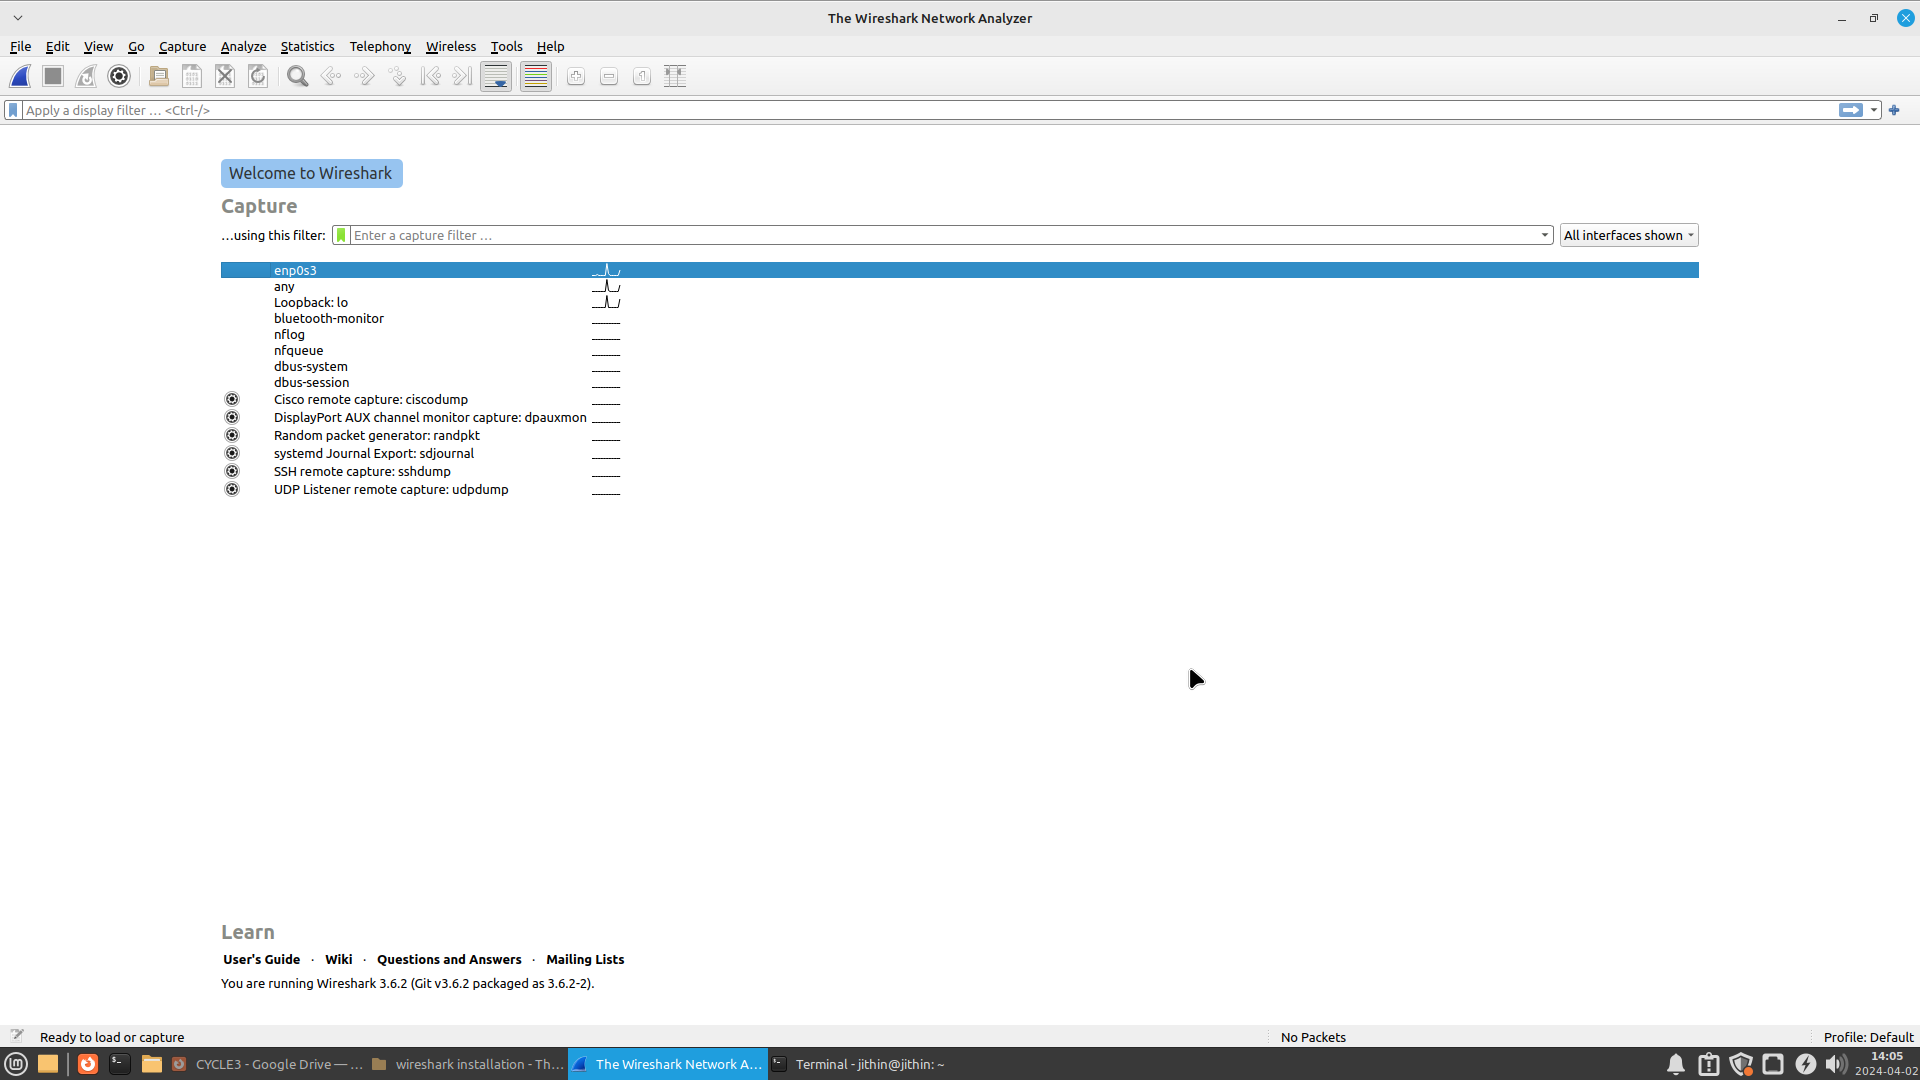 The Wireshark Network Analyzer
File Edit View Go Capture Analyze Statistics Telephony Wireless Tools Help
Apply a display filter … <Ctrl-/>
Welcome to Wireshark
Capture
…using this filter: Enter a capture filter … All interfaces shown
enp0s3
any
Loopback: lo
bluetooth-monitor
nflog
nfqueue
dbus-system
dbus-session
Cisco remote capture: ciscodump
DisplayPort AUX channel monitor capture: dpauxmon
Random packet generator: randpkt
systemd Journal Export: sdjournal
SSH remote capture: sshdump
UDP Listener remote capture: udpdump
Learn
User's Guide · Wiki · Questions and Answers · Mailing Lists
You are running Wireshark 3.6.2 (Git v3.6.2 packaged as 3.6.2-2).
Ready to load or capture No Packets Profile: Default
CYCLE3 - Google Drive — … wireshark installation - Th… The Wireshark Network A… Terminal - jithin@jithin: ~ 14:05
2024-04-02